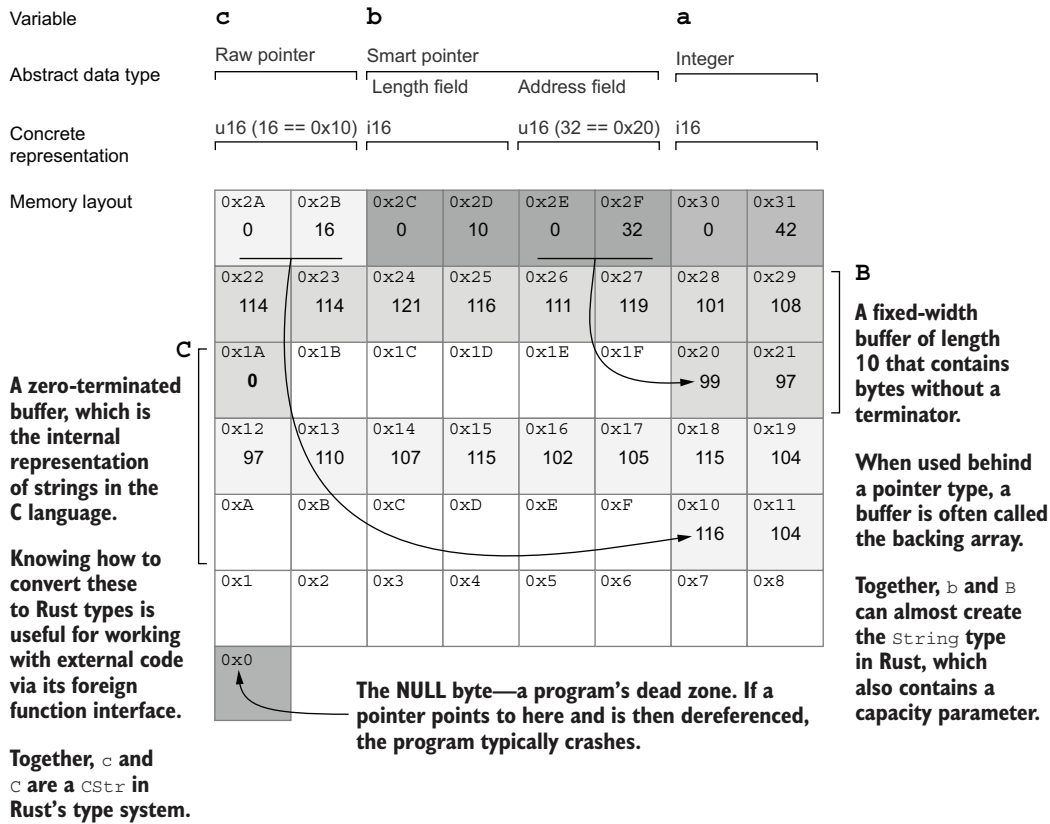 Variable c b a
Abstract data type Raw pointer Smart pointer Integer
Length field Address field
Concrete representation u16 (16 == 0x10) i16 u16 (32 == 0x20) i16
Memory layout
0x2A 0x2B 0x2C 0x2D 0x2E 0x2F 0x30 0x31
0 16 0 10 0 32 0 42
0x22 0x23 0x24 0x25 0x26 0x27 0x28 0x29
114 114 121 116 111 119 101 108
0x1A 0x1B 0x1C 0x1D 0x1E 0x1F 0x20 0x21
0 99 97
0x12 0x13 0x14 0x15 0x16 0x17 0x18 0x19
97 110 107 115 102 105 115 104
0xA 0xB 0xC 0xD 0xE 0xF 0x10 0x11
116 104
0x1 0x2 0x3 0x4 0x5 0x6 0x7 0x8
0x0
C
A zero-terminated
buffer, which is
the internal
representation
of strings in the
C language.
Knowing how to
convert these
to Rust types is
useful for working
with external code
via its foreign
function interface.
Together, c and
C are a CStr in
Rust's type system.
The NULL byte—a program's dead zone. If a
pointer points to here and is then dereferenced,
the program typically crashes.
B
A fixed-width
buffer of length
10 that contains
bytes without a
terminator.
When used behind
a pointer type, a
buffer is often called
the backing array.
Together, b and B
can almost create
the String type
in Rust, which
also contains a
capacity parameter.